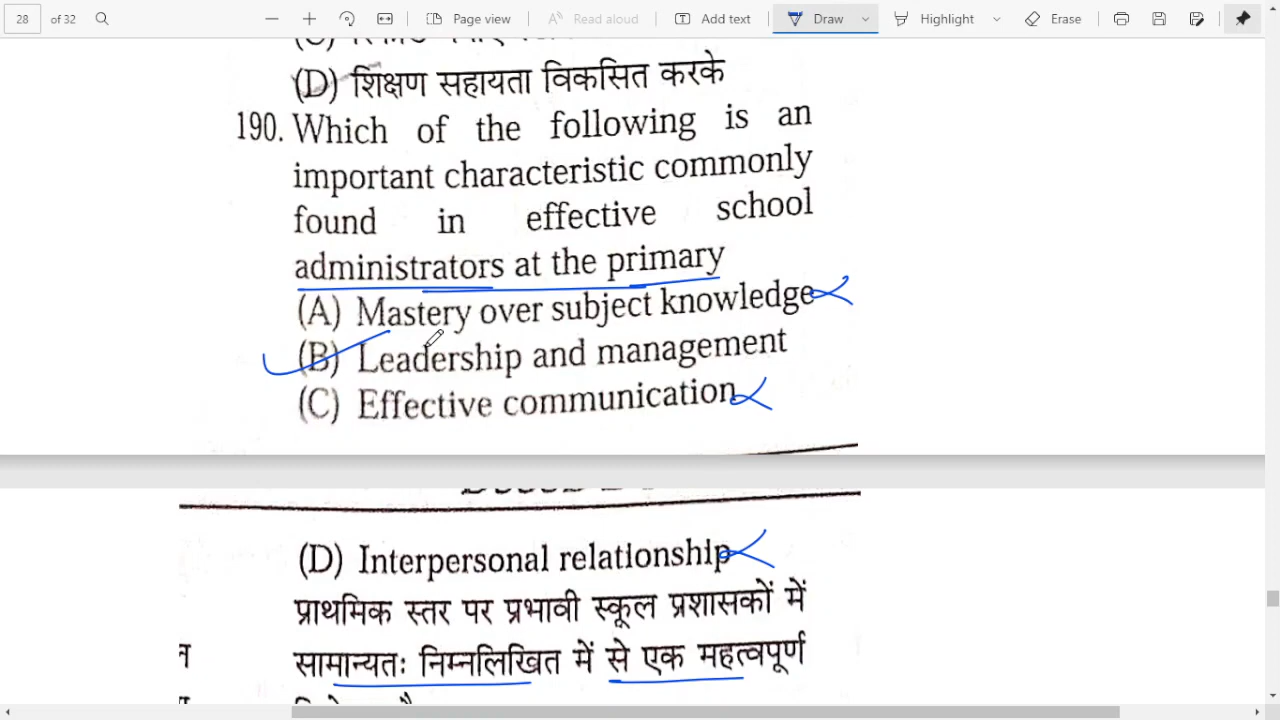 28 of 32 Page view Read aloud Add text Draw Highlight Erase
(D) शिक्षण सहायता विकसित करके
190. Which of the following is an
important characteristic commonly
found in effective school
administrators at the primary
(A) Mastery over subject knowledge
(B) Leadership and management
(C) Effective communication
(D) Interpersonal relationship
प्राथमिक स्तर पर प्रभावी स्कूल प्रशासकों में
सामान्यतः निम्नलिखित में से एक महत्वपूर्ण